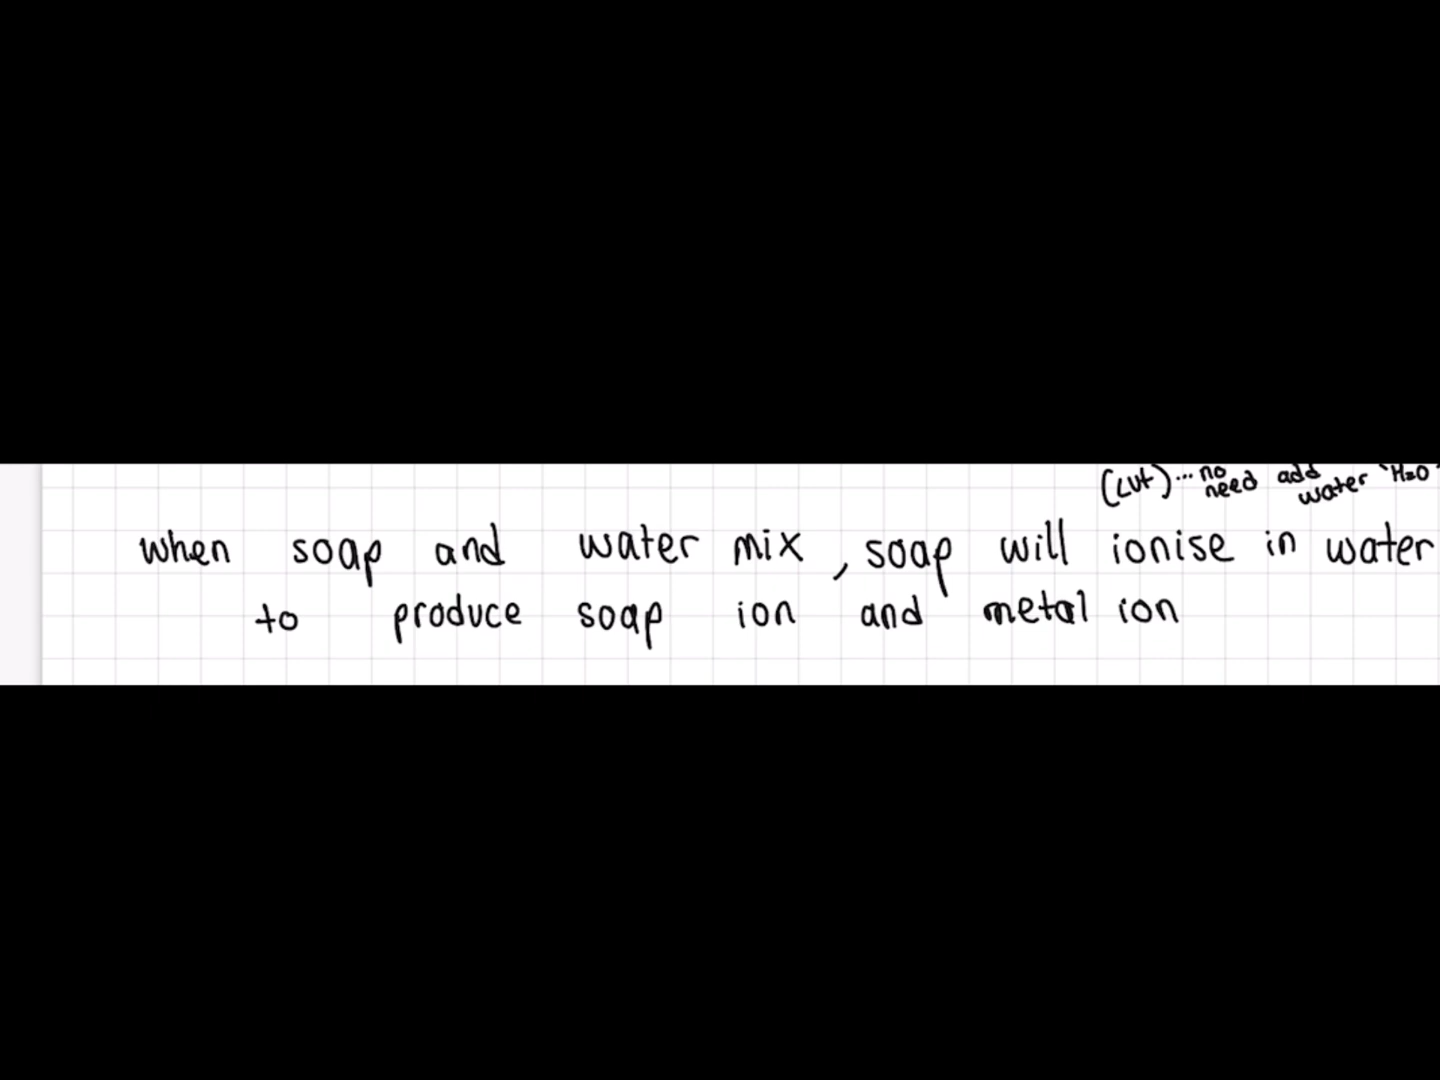 (cut)... no need add water "H₂O"
when soap and water mix, soap will ionise in water
to produce soap ion and metal ion